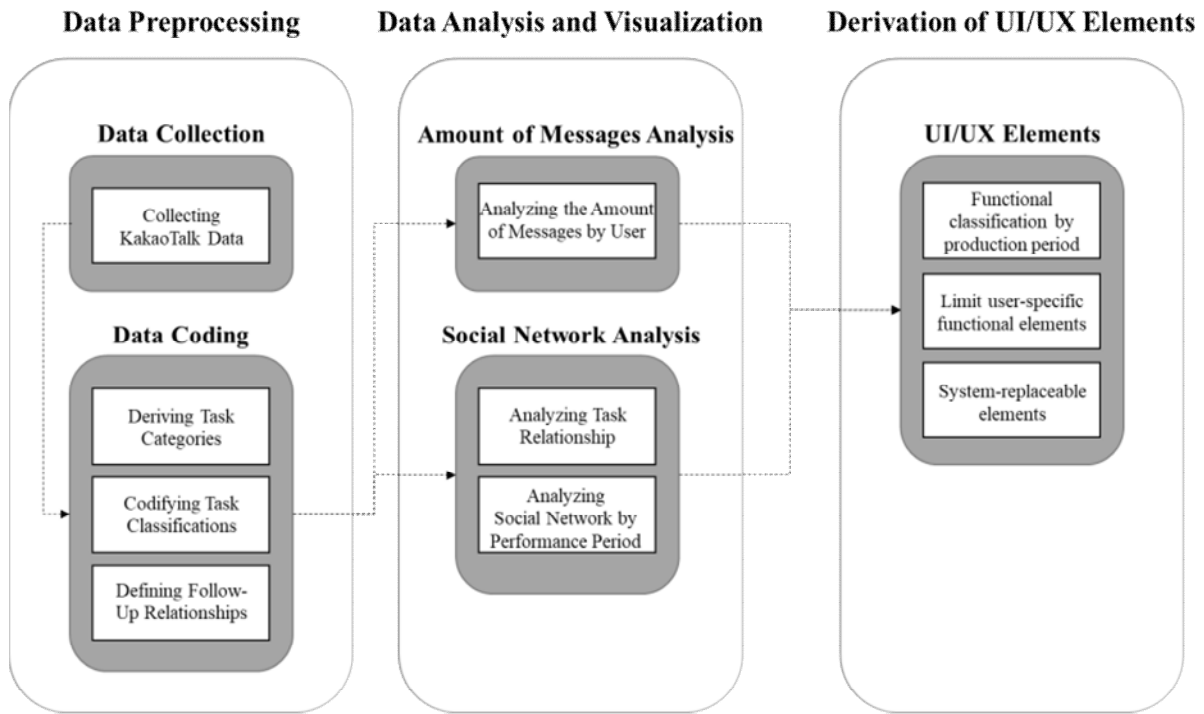 Data Preprocessing
Data Collection
Collecting
KakaoTalk Data
Data Coding
Deriving Task
Categories
Codifying Task
Classifications
Defining Follow-
Up Relationships
Data Analysis and Visualization
Amount of Messages Analysis
Analyzing the Amount
of Messages by User
Social Network Analysis
Analyzing Task
Relationship
Analyzing
Social Network by
Performance Period
Derivation of UI/UX Elements
UI/UX Elements
Functional
classification by
production period
Limit user-specific
functional elements
System-replaceable
elements